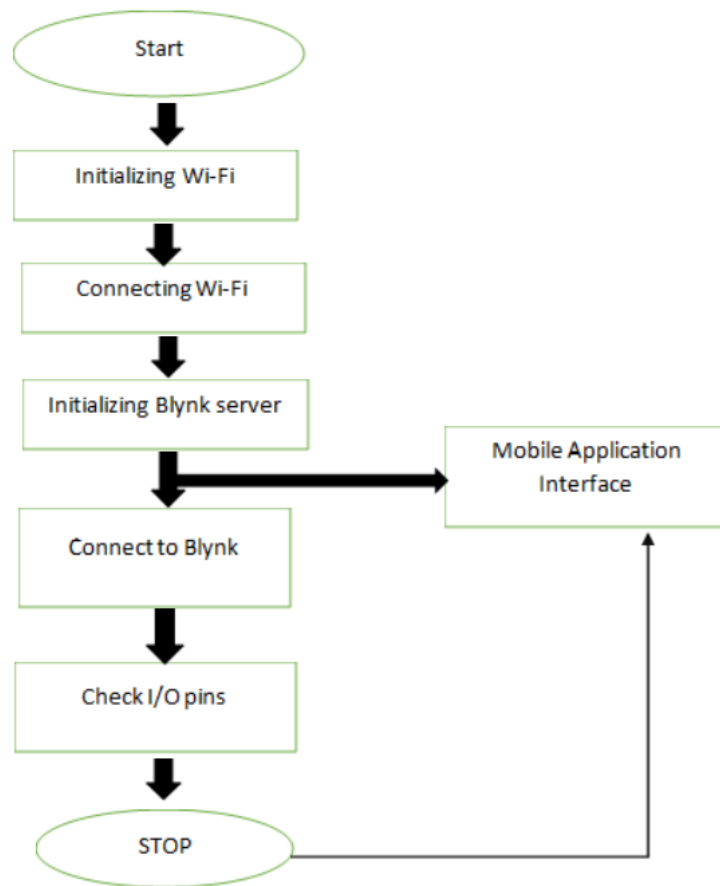 Start
Initializing Wi-Fi
Connecting Wi-Fi
Initializing Blynk server
Mobile Application
Interface
Connect to Blynk
Check I/O pins
STOP